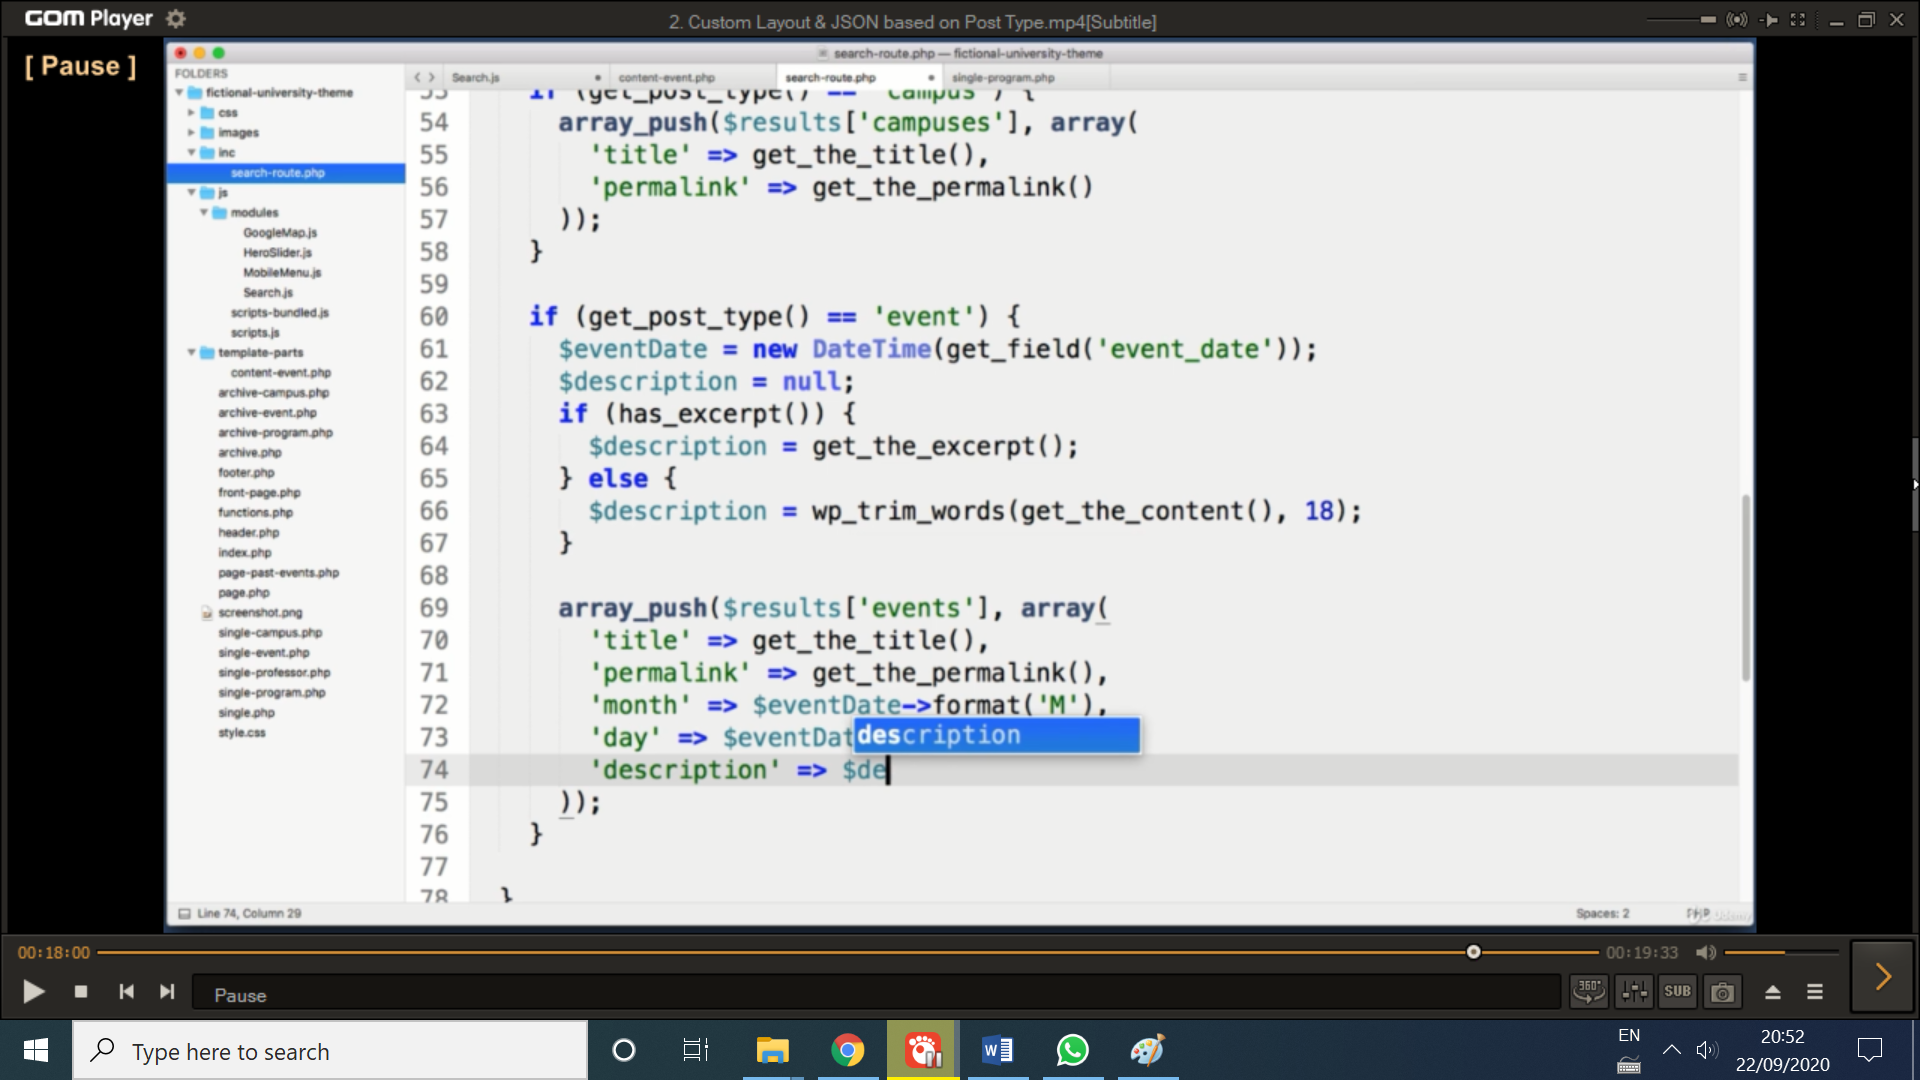 GOM Player
2. Custom Layout & JSON based on Post Type.mp4[Subtitle]
[ Pause ]
search-route.php — fictional-university-theme
FOLDERS
fictional-university-theme
css
images
inc
search-route.php
js
modules
GoogleMap.js
HeroSlider.js
MobileMenu.js
Search.js
scripts-bundled.js
scripts.js
template-parts
content-event.php
archive-campus.php
archive-event.php
archive-program.php
archive.php
footer.php
front-page.php
functions.php
header.php
index.php
page-past-events.php
page.php
screenshot.png
single-campus.php
single-event.php
single-professor.php
single-program.php
single.php
style.css
Search.js
content-event.php
search-route.php
single-program.php
53 if (get_post_type() == 'campus') {
54 array_push($results['campuses'], array(
55 'title' => get_the_title(),
56 'permalink' => get_the_permalink()
57 ));
58 }
59
60 if (get_post_type() == 'event') {
61 $eventDate = new DateTime(get_field('event_date'));
62 $description = null;
63 if (has_excerpt()) {
64 $description = get_the_excerpt();
65 } else {
66 $description = wp_trim_words(get_the_content(), 18);
67 }
68
69 array_push($results['events'], array(
70 'title' => get_the_title(),
71 'permalink' => get_the_permalink(),
72 'month' => $eventDate->format('M'),
73 'day' => $eventDat
description
74 'description' => $de
75 ));
76 }
77
78 }
Line 74, Column 29
Spaces: 2
PHP
Udemy
00:18:00
00:19:33
Pause
360°
SUB
Type here to search
EN
20:52
22/09/2020